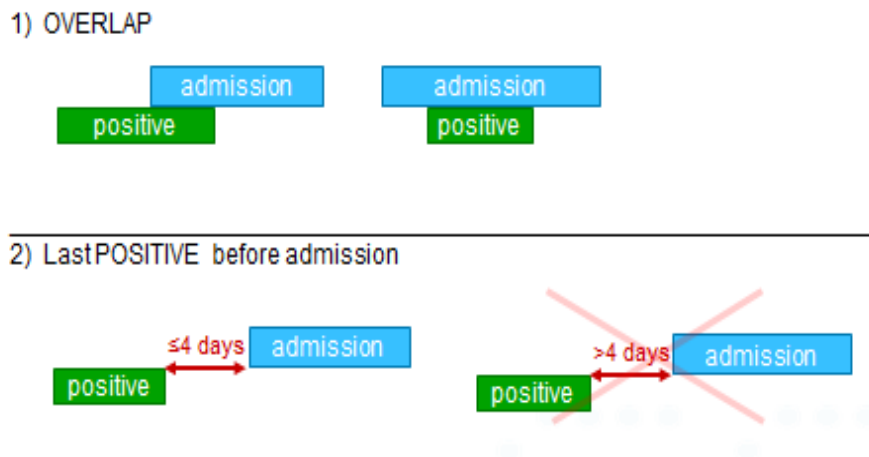 1) OVERLAP
admission
admission
positive
positive
2) Last POSITIVE before admission
≤4 days
admission
>4 days
admission
positive
positive